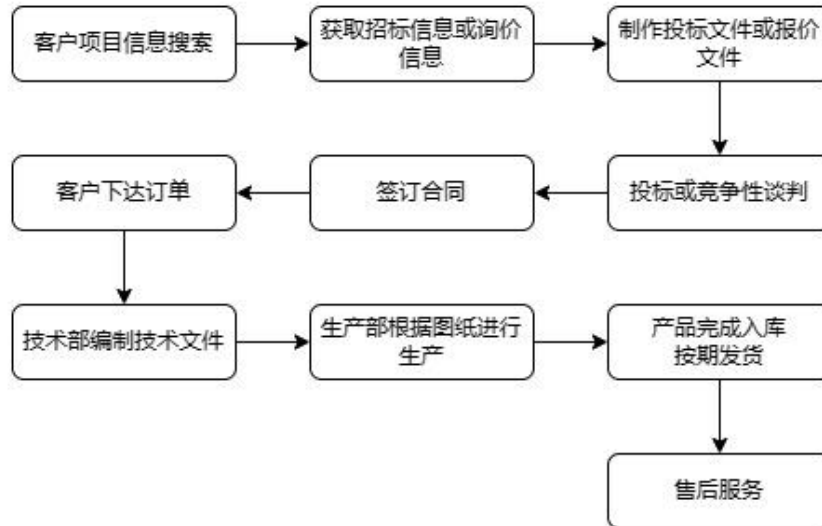 客户项目信息搜索
获取招标信息或询价
信息
制作投标文件或报价
文件
投标或竞争性谈判
签订合同
客户下达订单
技术部编制技术文件
生产部根据图纸进行
生产
产品完成入库
按期发货
售后服务